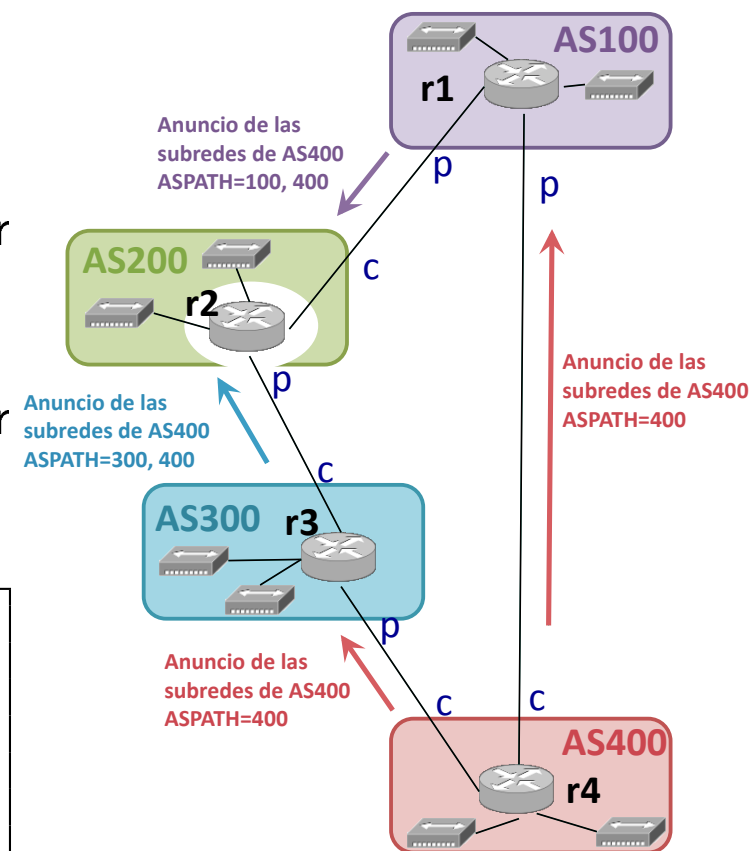 AS100
r1
Anuncio de las
subredes de AS400
ASPATH=100, 400
p
p
r
AS200
c
r2
Anuncio de las
subredes de AS400
ASPATH=400
p
r
Anuncio de las
subredes de AS400
ASPATH=300, 400
c
AS300
r3
p
Anuncio de las
subredes de AS400
ASPATH=400
c
c
AS400
r4